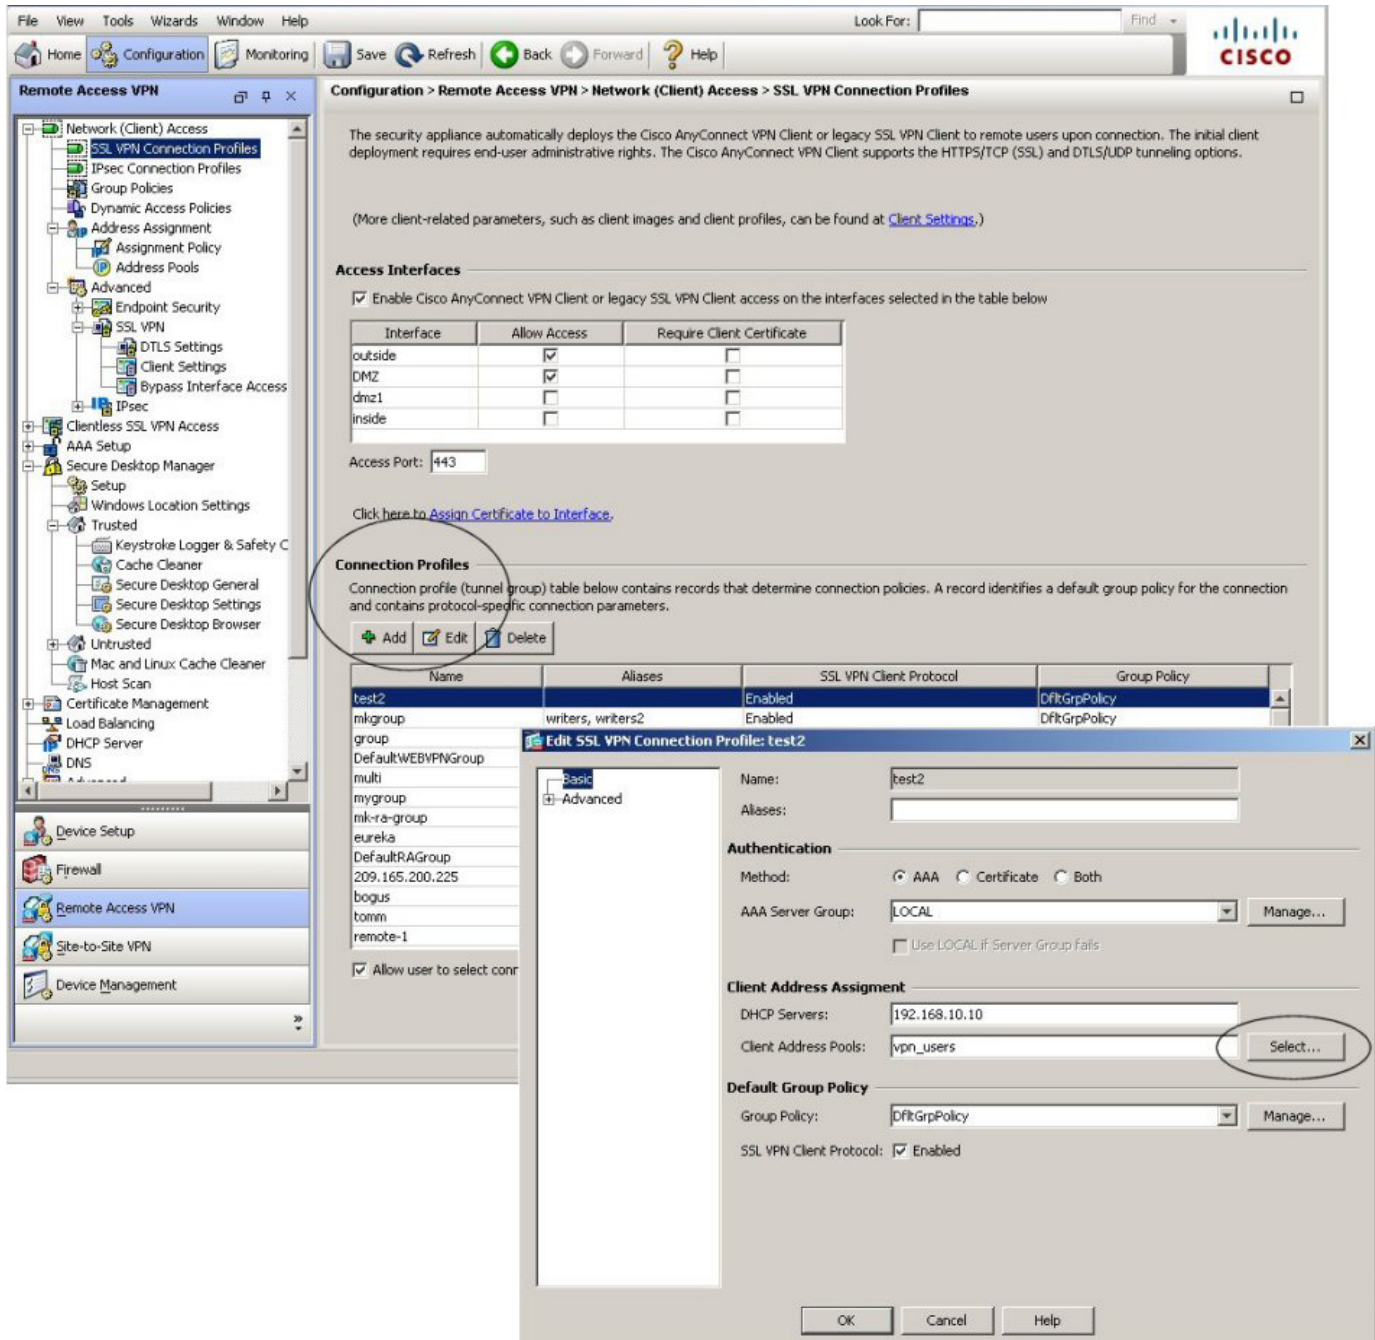 File View Tools Wizards Window Help Look For: Find
Home Configuration Monitoring Save Refresh Back Forward Help
CISCO
Remote Access VPN
Network (Client) Access
SSL VPN Connection Profiles
IPsec Connection Profiles
Group Policies
Dynamic Access Policies
Address Assignment
Assignment Policy
Address Pools
Advanced
Endpoint Security
SSL VPN
DTLS Settings
Client Settings
Bypass Interface Access
IPsec
Clientless SSL VPN Access
AAA Setup
Secure Desktop Manager
Setup
Windows Location Settings
Trusted
Keystroke Logger & Safety C
Cache Cleaner
Secure Desktop General
Secure Desktop Settings
Secure Desktop Browser
Untrusted
Mac and Linux Cache Cleaner
Host Scan
Certificate Management
Load Balancing
DHCP Server
DNS
Advanced
Device Setup
Firewall
Remote Access VPN
Site-to-Site VPN
Device Management
Configuration > Remote Access VPN > Network (Client) Access > SSL VPN Connection Profiles
The security appliance automatically deploys the Cisco AnyConnect VPN Client or legacy SSL VPN Client to remote users upon connection. The initial client
deployment requires end-user administrative rights. The Cisco AnyConnect VPN Client supports the HTTPS/TCP (SSL) and DTLS/UDP tunneling options.
(More client-related parameters, such as client images and client profiles, can be found at Client Settings.)
Access Interfaces
Enable Cisco AnyConnect VPN Client or legacy SSL VPN Client access on the interfaces selected in the table below
Interface Allow Access Require Client Certificate
outside
DMZ
dmz1
inside
Access Port: 443
Click here to Assign Certificate to Interface.
Connection Profiles
Connection profile (tunnel group) table below contains records that determine connection policies. A record identifies a default group policy for the connection
and contains protocol-specific connection parameters.
Add Edit Delete
Name Aliases SSL VPN Client Protocol Group Policy
test2 Enabled DfltGrpPolicy
mkgroup writers, writers2 Enabled DfltGrpPolicy
group
DefaultWEBVPNGroup
multi
mygroup
mk-ra-group
eureka
DefaultRAGroup
209.165.200.225
bogus
tomm
remote-1
Allow user to select conn
Edit SSL VPN Connection Profile: test2
Basic
Advanced
Name: test2
Aliases:
Authentication
Method: AAA Certificate Both
AAA Server Group: LOCAL Manage...
Use LOCAL if Server Group fails
Client Address Assigment
DHCP Servers: 192.168.10.10
Client Address Pools: vpn_users Select...
Default Group Policy
Group Policy: DfltGrpPolicy Manage...
SSL VPN Client Protocol: Enabled
OK Cancel Help